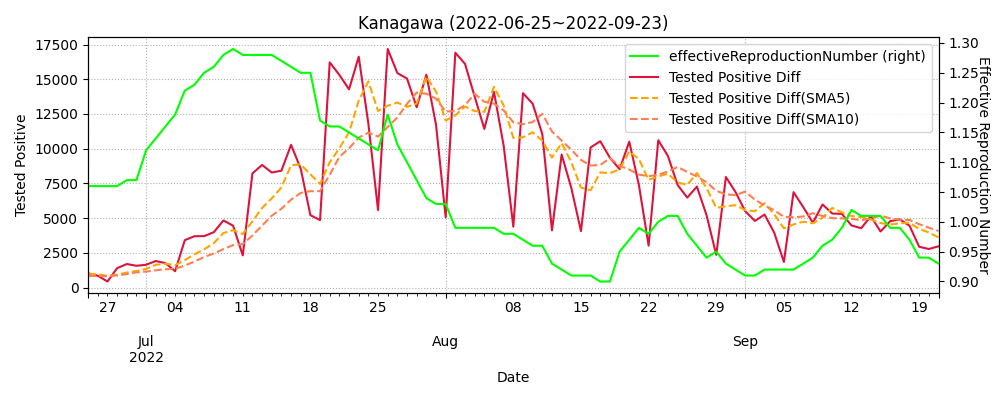 Kanagawa (2022-06-25~2022-09-23)
effectiveReproductionNumber (right)
Tested Positive Diff
Tested Positive Diff(SMA5)
Tested Positive Diff(SMA10)
Tested Positive
17500
15000
12500
10000
7500
5000
2500
0
1.30
1.25
1.20
1.15
1.10
1.05
1.00
0.95
0.90
Effective Reproduction Number
27 04 11 18 25 08 15 22 29 05 12 19
Jul Aug Sep
2022
Date